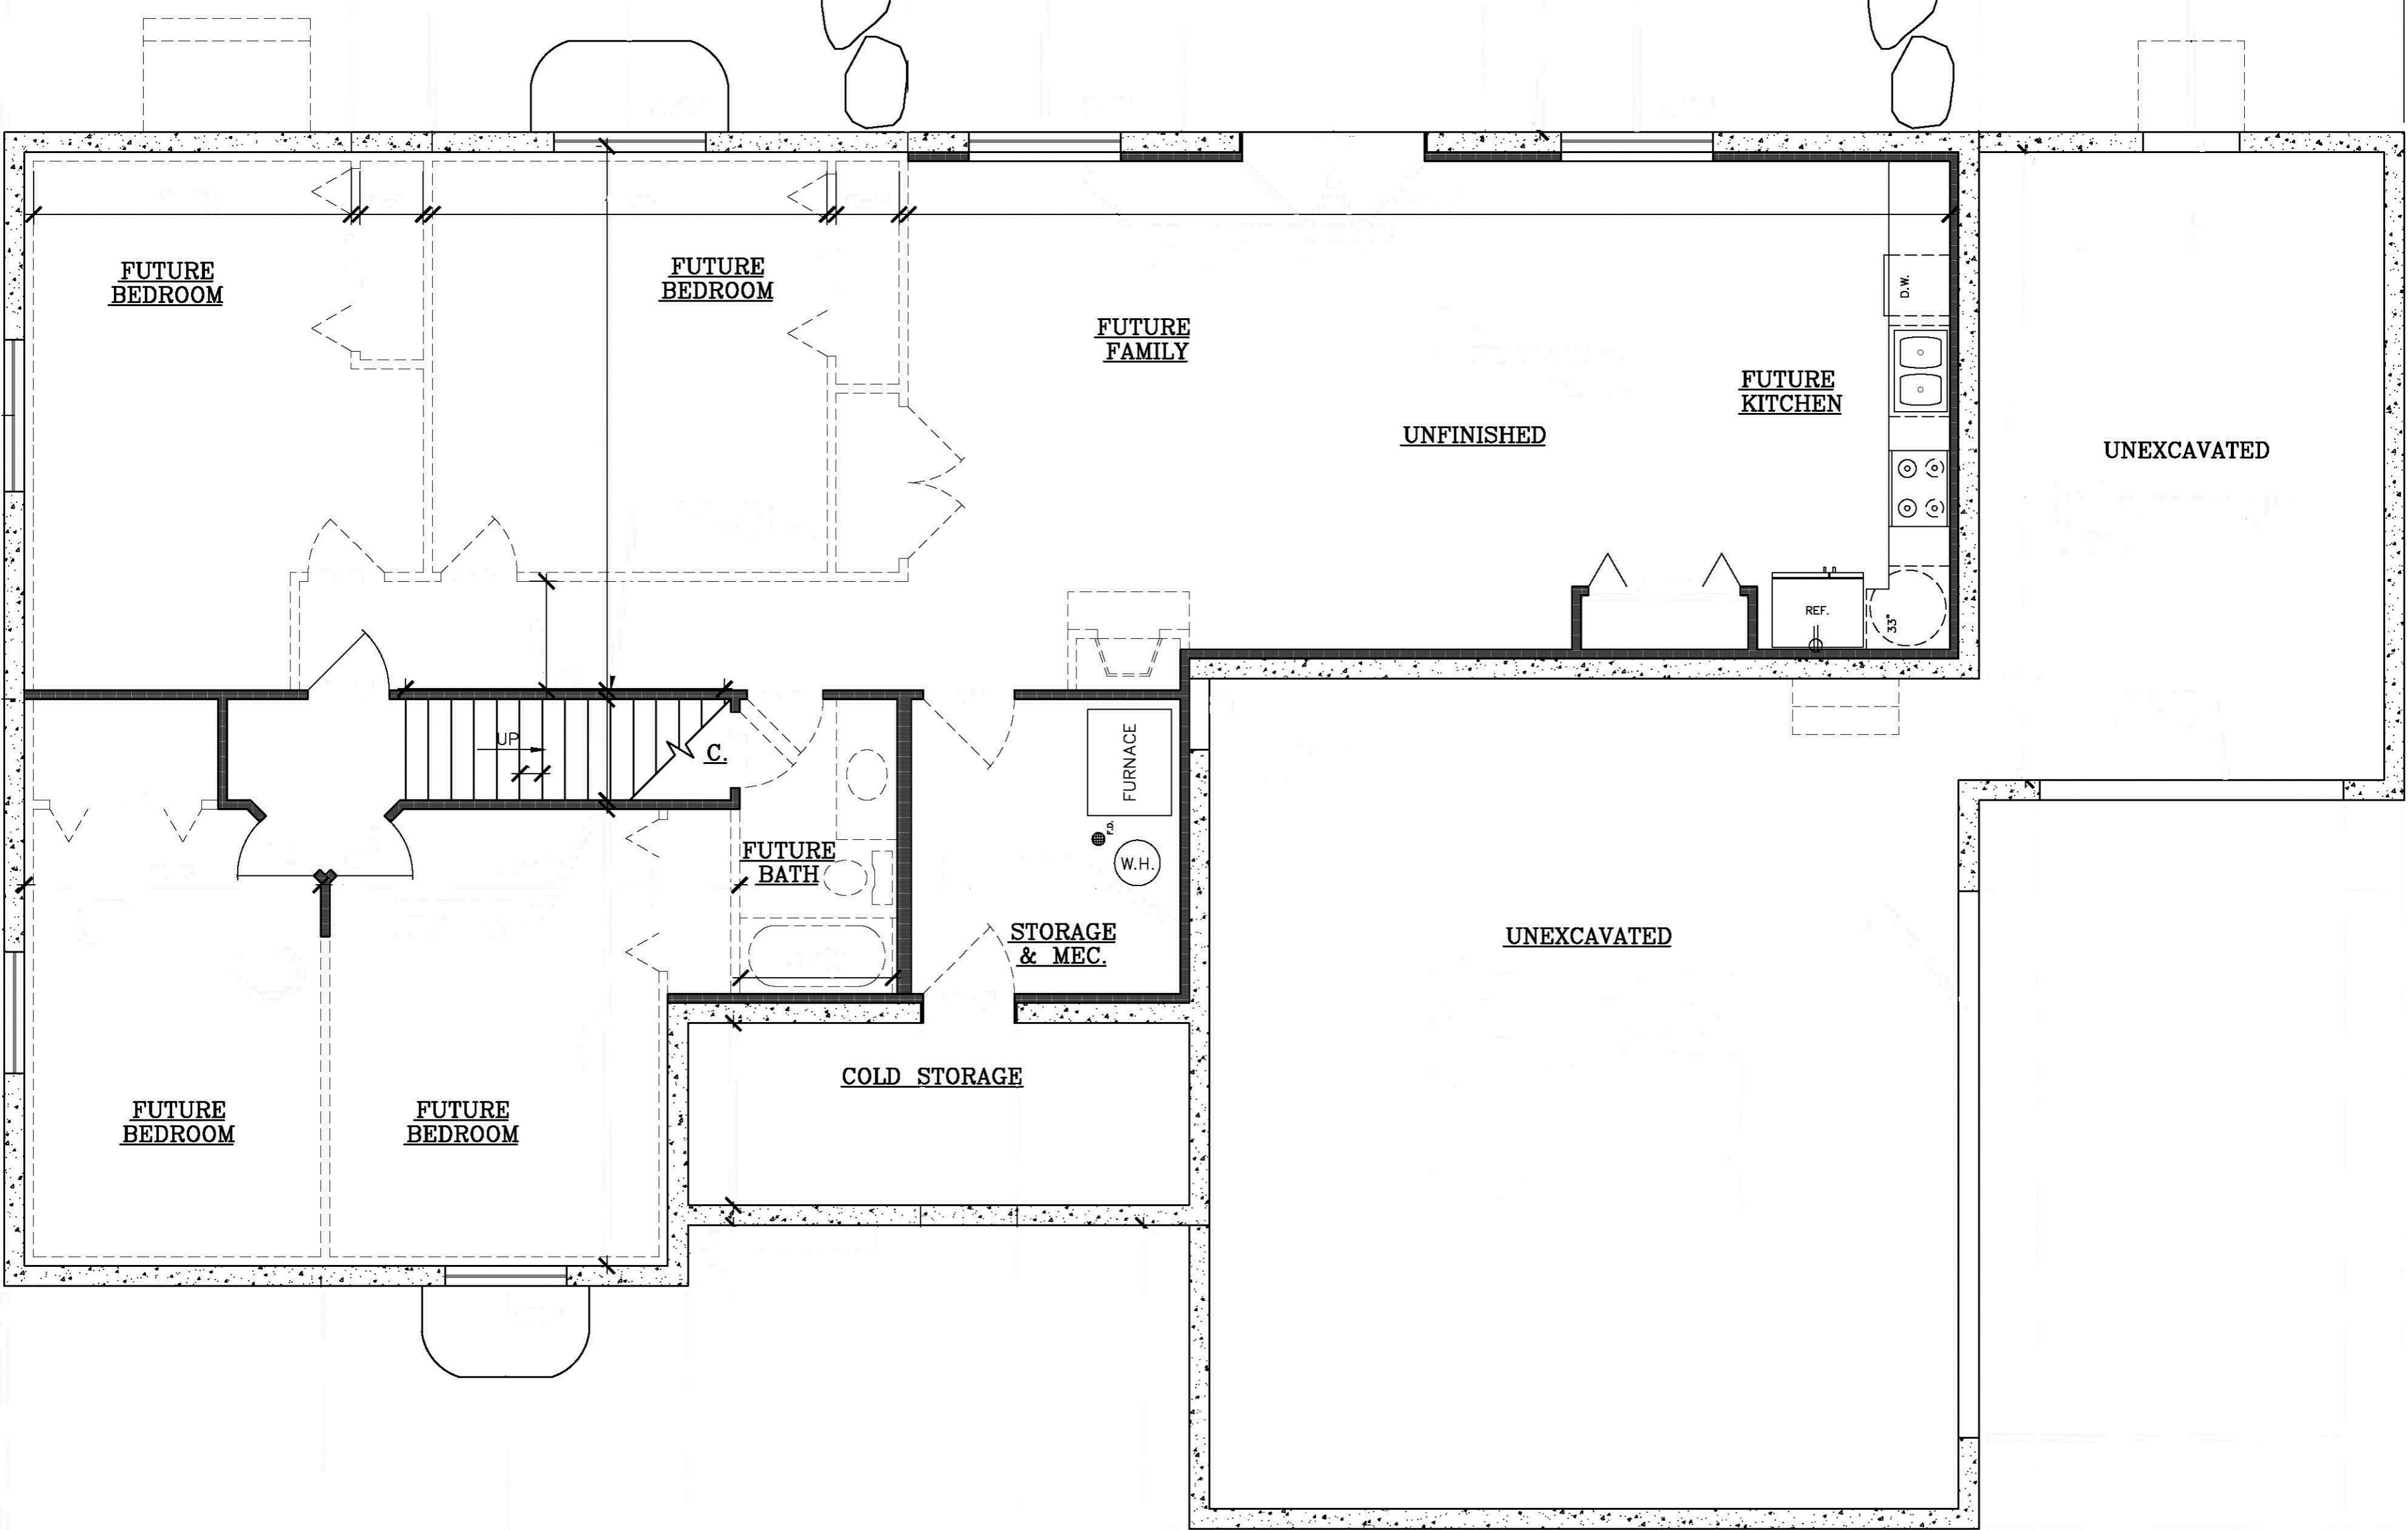 FUTURE
BEDROOM
FUTURE
BEDROOM
FUTURE
FAMILY
UNFINISHED
FUTURE
KITCHEN
D.W.
UNEXCAVATED
REF.
33"
UP
C.
FURNACE
F.D.
W.H.
FUTURE
BATH
STORAGE
& MEC.
UNEXCAVATED
COLD STORAGE
FUTURE
BEDROOM
FUTURE
BEDROOM